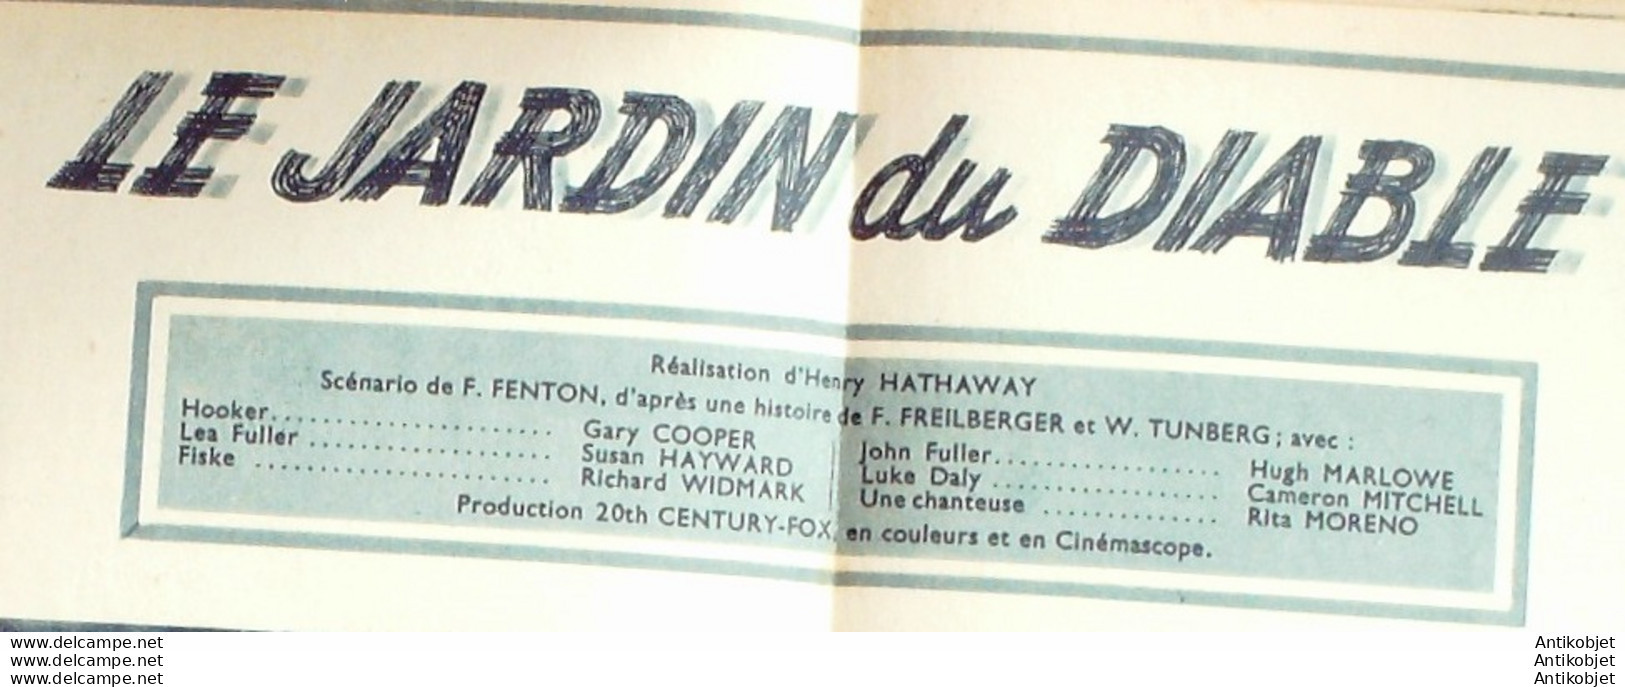 LE JARDIN du DIABLE
Réalisation d'Henry HATHAWAY
Scénario de F. FENTON, d'après une histoire de F. FREILBERGER et W. TUNBERG; avec :
Hooker........................ Gary COOPER
Lea Fuller .................... Susan HAYWARD
Fiske ......................... Richard WIDMARK
John Fuller.................... Hugh MARLOWE
Luke Daly .................... Cameron MITCHELL
Une chanteuse ............... Rita MORENO
Production 20th CENTURY-FOX, en couleurs et en Cinémascope.
www.delcampe.net
www.delcampe.net
www.delcampe.net
Antikobjet
Antikobjet
Antikobjet